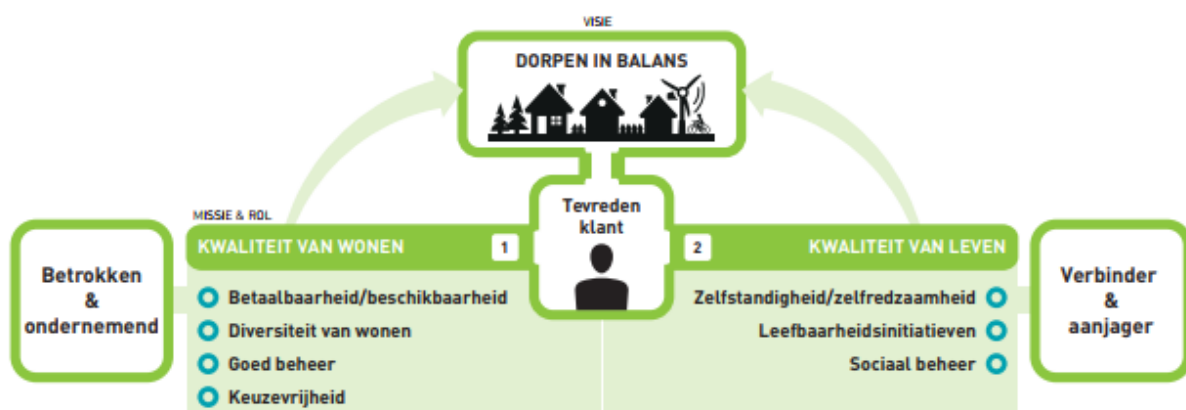 VISIE
DORPEN IN BALANS
MISSIE & ROL
Tevreden
klant
KWALITEIT VAN WONEN
1
2
KWALITEIT VAN LEVEN
Betrokken
&
ondernemend
Betaalbaarheid/beschikbaarheid
Diversiteit van wonen
Goed beheer
Keuzevrijheid
Zelfstandigheid/zelfredzaamheid
Leefbaarheidsinitiatieven
Sociaal beheer
Verbinder
&
aanjager